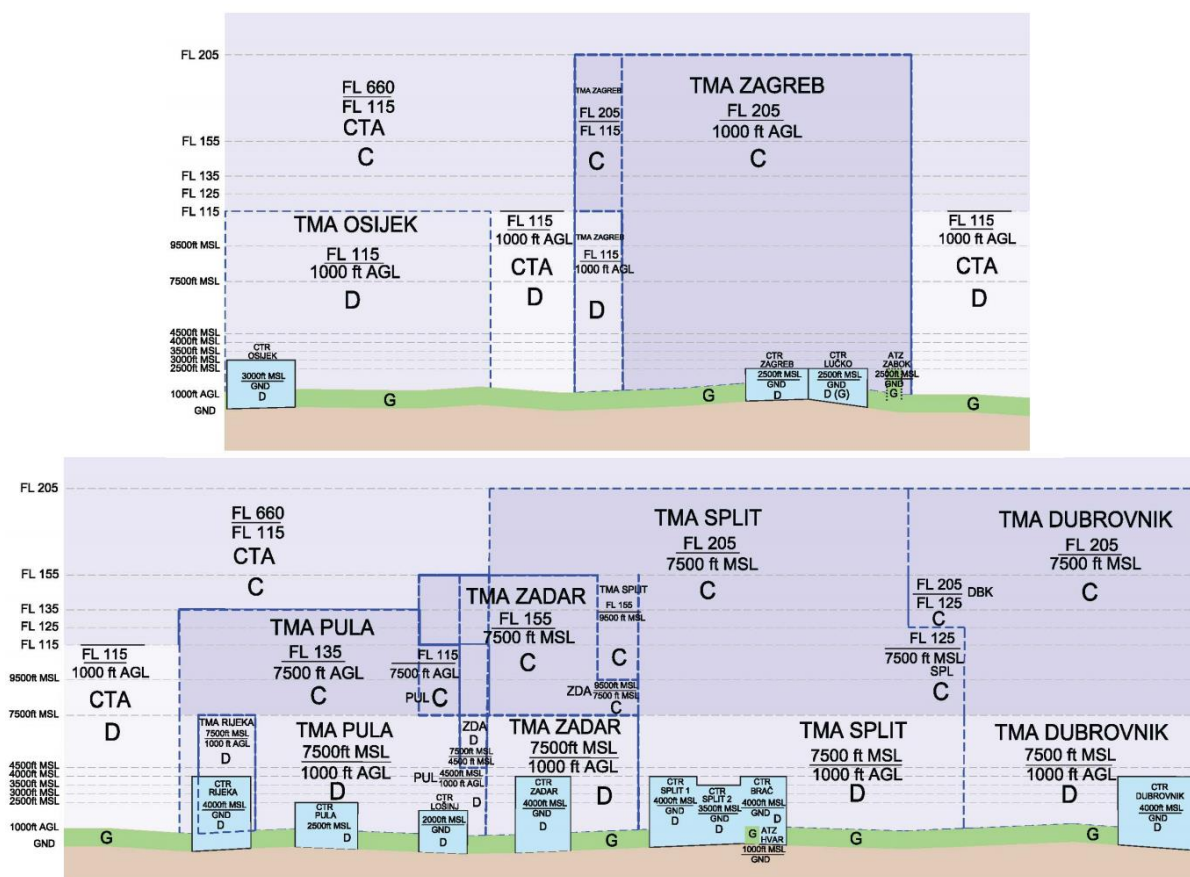 FL 205
FL 155
FL 135
FL 125
FL 115
9500ft MSL
7500ft MSL
4500ft MSL
4000ft MSL
3500ft MSL
3000ft MSL
2500ft MSL
1000ft AGL
GND
FL 660
FL 115
CTA
C
TMA OSIJEK
FL 115
1000 ft AGL
D
CTR
OSIJEK
3000ft MSL
GND
D
G
FL 115
1000 ft AGL
CTA
D
TMA ZAGREB
FL 205
FL 115
C
TMA ZAGREB
FL 115
1000 ft AGL
D
TMA ZAGREB
FL 205
1000 ft AGL
C
G
CTR
ZAGREB
2500ft MSL
GND
D
CTR
LUČKO
2500ft MSL
GND
D (G)
ATZ
ZABOK
2500ft MSL
GND
G
FL 115
1000 ft AGL
CTA
D
G
FL 205
FL 155
FL 135
FL 125
FL 115
9500ft MSL
7500ft MSL
4500ft MSL
4000ft MSL
3500ft MSL
3000ft MSL
2500ft MSL
1000ft AGL
GND
FL 660
FL 115
CTA
C
FL 115
1000 ft AGL
CTA
D
G
TMA PULA
FL 135
7500 ft AGL
C
TMA RIJEKA
7500ft MSL
1000 ft AGL
D
CTR
RIJEKA
4000ft MSL
GND
D
TMA PULA
7500ft MSL
1000 ft AGL
D
CTR
PULA
2500ft MSL
D
FL 115
7500 ft AGL
PUL C
ZDA
D
7500ft MSL
4500 ft MSL
PUL 4500ft MSL
1000ft AGL
D
CTR
LOŠINJ
2000ft MSL
GND
D
TMA ZADAR
FL 155
7500 ft MSL
C
TMA SPLIT
FL 155
9500 ft MSL
C
ZDA 9500ft MSL
7500ft MSL
C
TMA ZADAR
7500ft MSL
1000 ft AGL
D
CTR
ZADAR
4000ft MSL
GND
D
G
TMA SPLIT
FL 205
7500 ft MSL
C
CTR
SPLIT 1
4000ft MSL
GND
D
CTR
SPLIT 2
3500ft MSL
GND
D
CTR
BRAČ
4000ft MSL
GND
D
G ATZ
HVAR
1000ft MSL
GND
TMA SPLIT
7500 ft MSL
1000 ft AGL
D
G
FL 205 DBK
FL 125
C
FL 125
7500 ft MSL
SPL
C
TMA DUBROVNIK
FL 205
7500 ft MSL
C
TMA DUBROVNIK
7500 ft MSL
1000 ft AGL
D
G
CTR
DUBROVNIK
4000ft MSL
GND
D